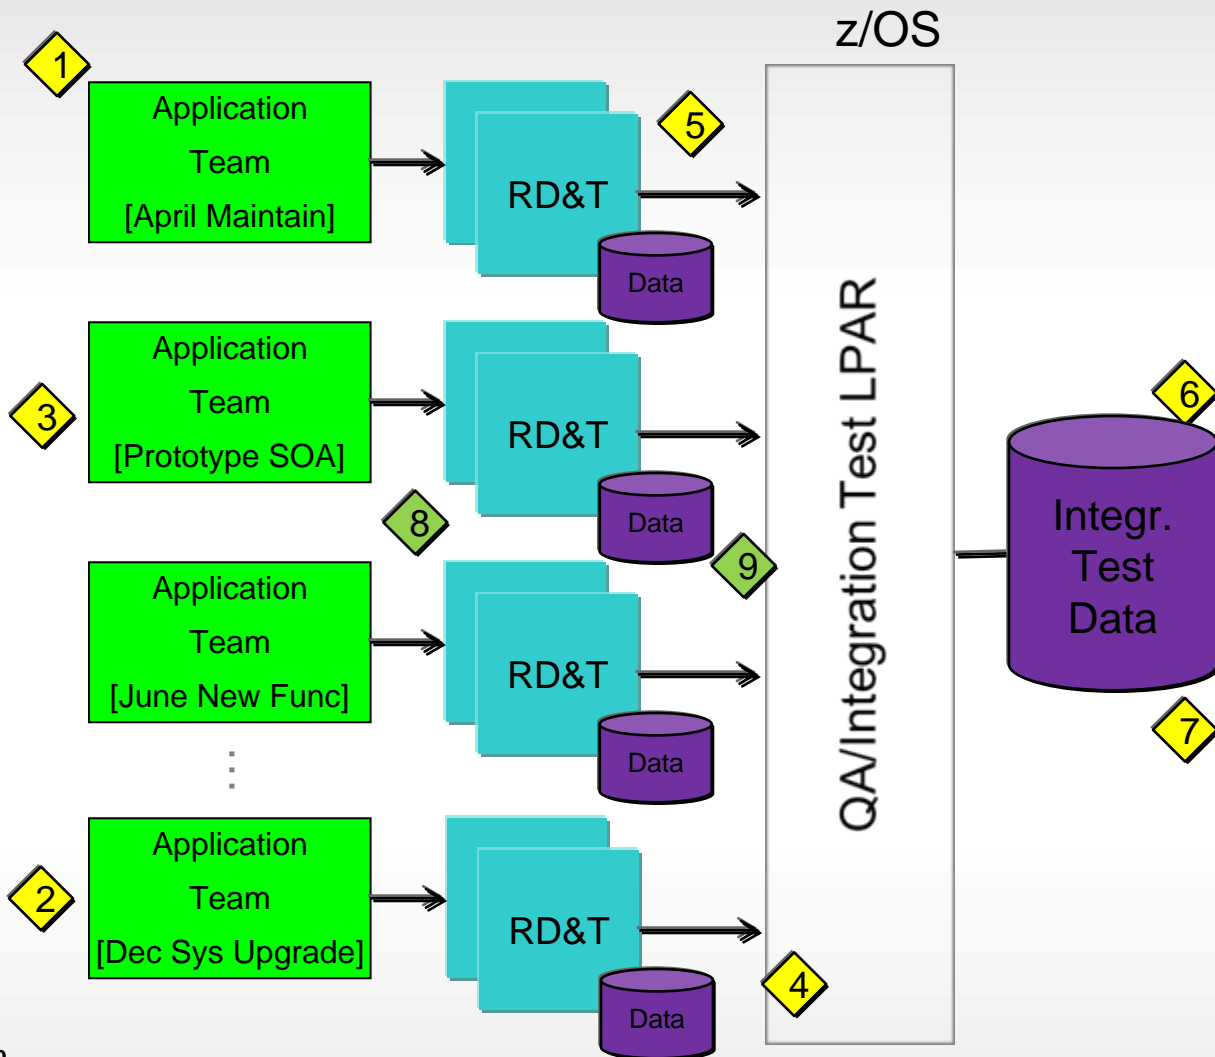 z/OS
1
Application
Team
[April Maintain]
RD&T
5
Data
Application
Team
[Prototype SOA]
3
RD&T
Data
8
9
QA/Integration Test LPAR
6
Integr.
Test
Data
7
Application
Team
[June New Func]
RD&T
Data
⋮
Application
Team
[Dec Sys Upgrade]
2
RD&T
Data
4